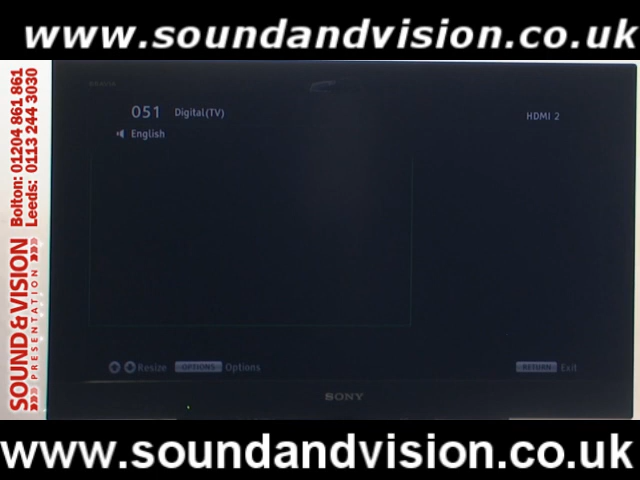 www.soundandvision.co.uk
Bolton: 01204 861 861
Leeds: 0113 244 3030
SOUND & VISION
PRESENTATION
051 Digital(TV)
English
HDMI 2
Resize OPTIONS Options
RETURN Exit
SONY
www.soundandvision.co.uk